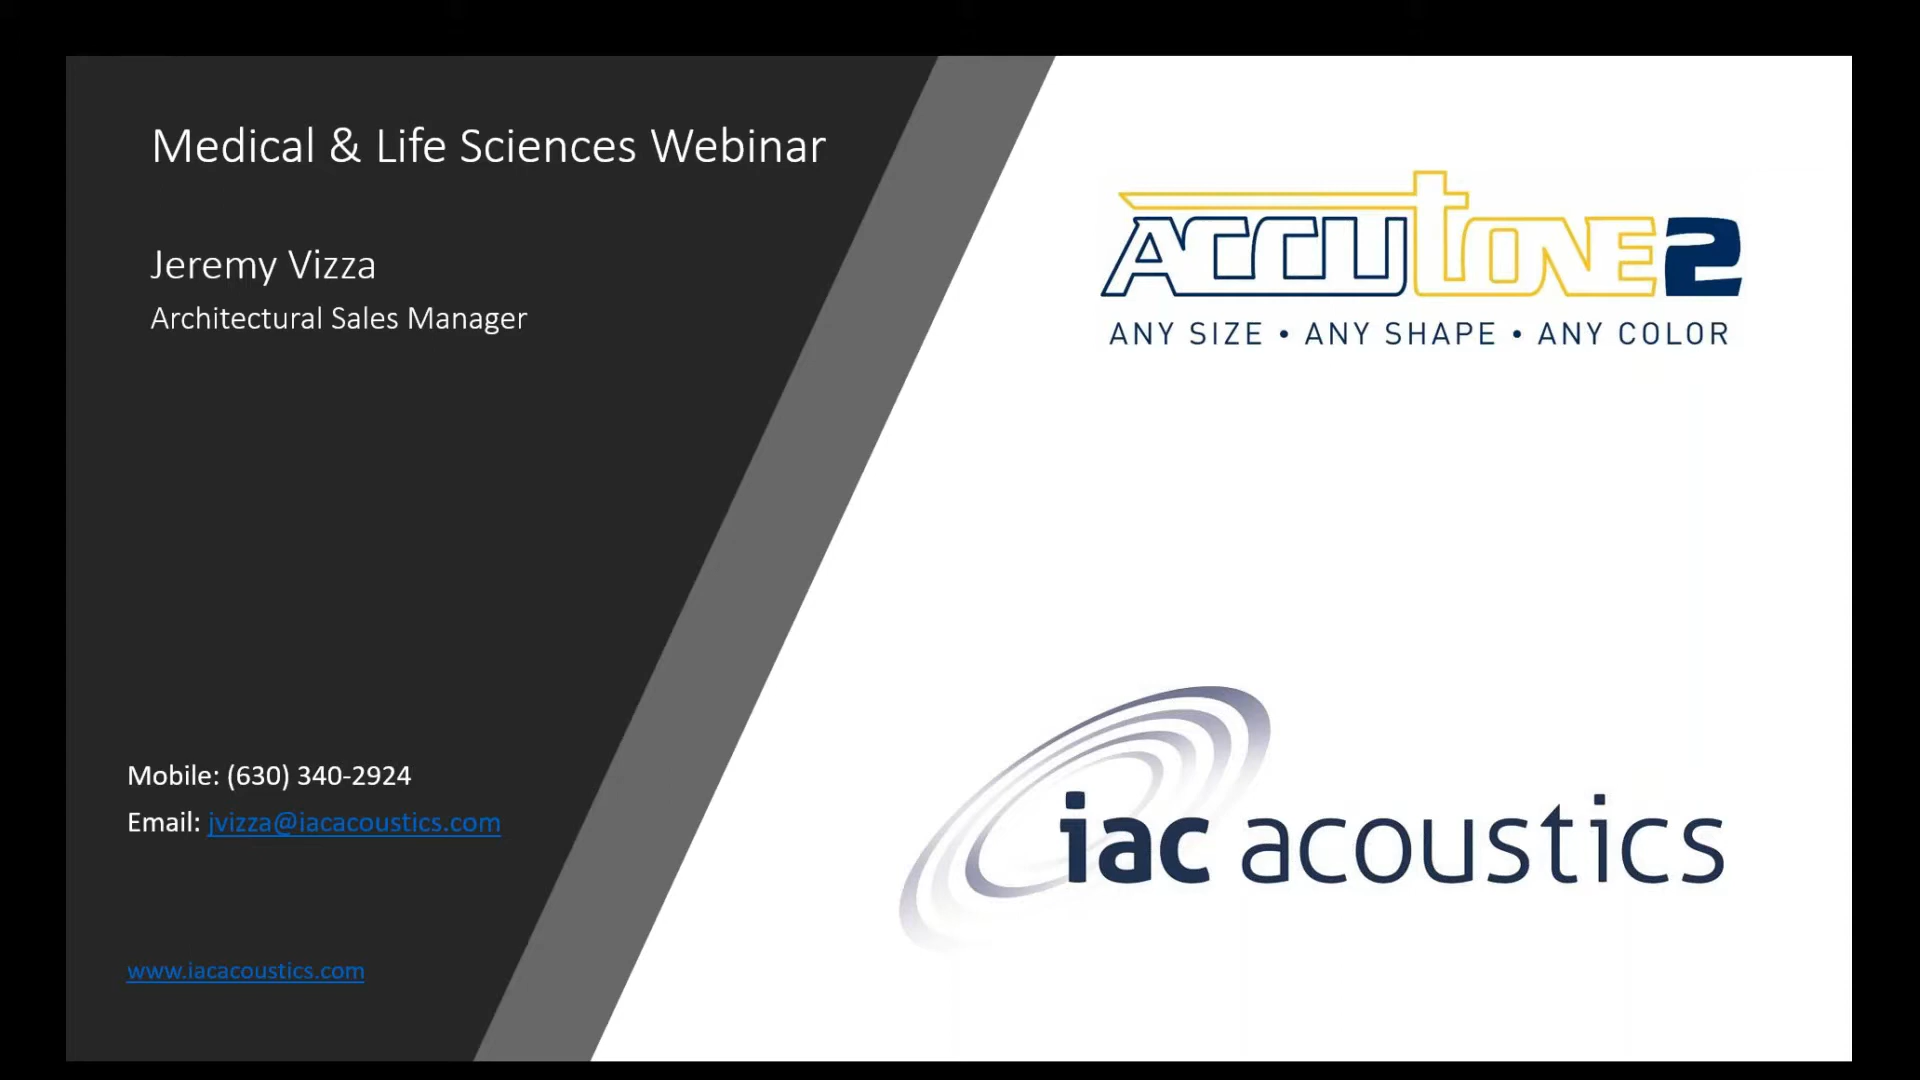 Medical & Life Sciences Webinar
Jeremy Vizza
Architectural Sales Manager
Mobile: (630) 340-2924
Email: jvizza@iacacoustics.com
www.iacacoustics.com
ACCUtONE2
ANY SIZE • ANY SHAPE • ANY COLOR
iac acoustics